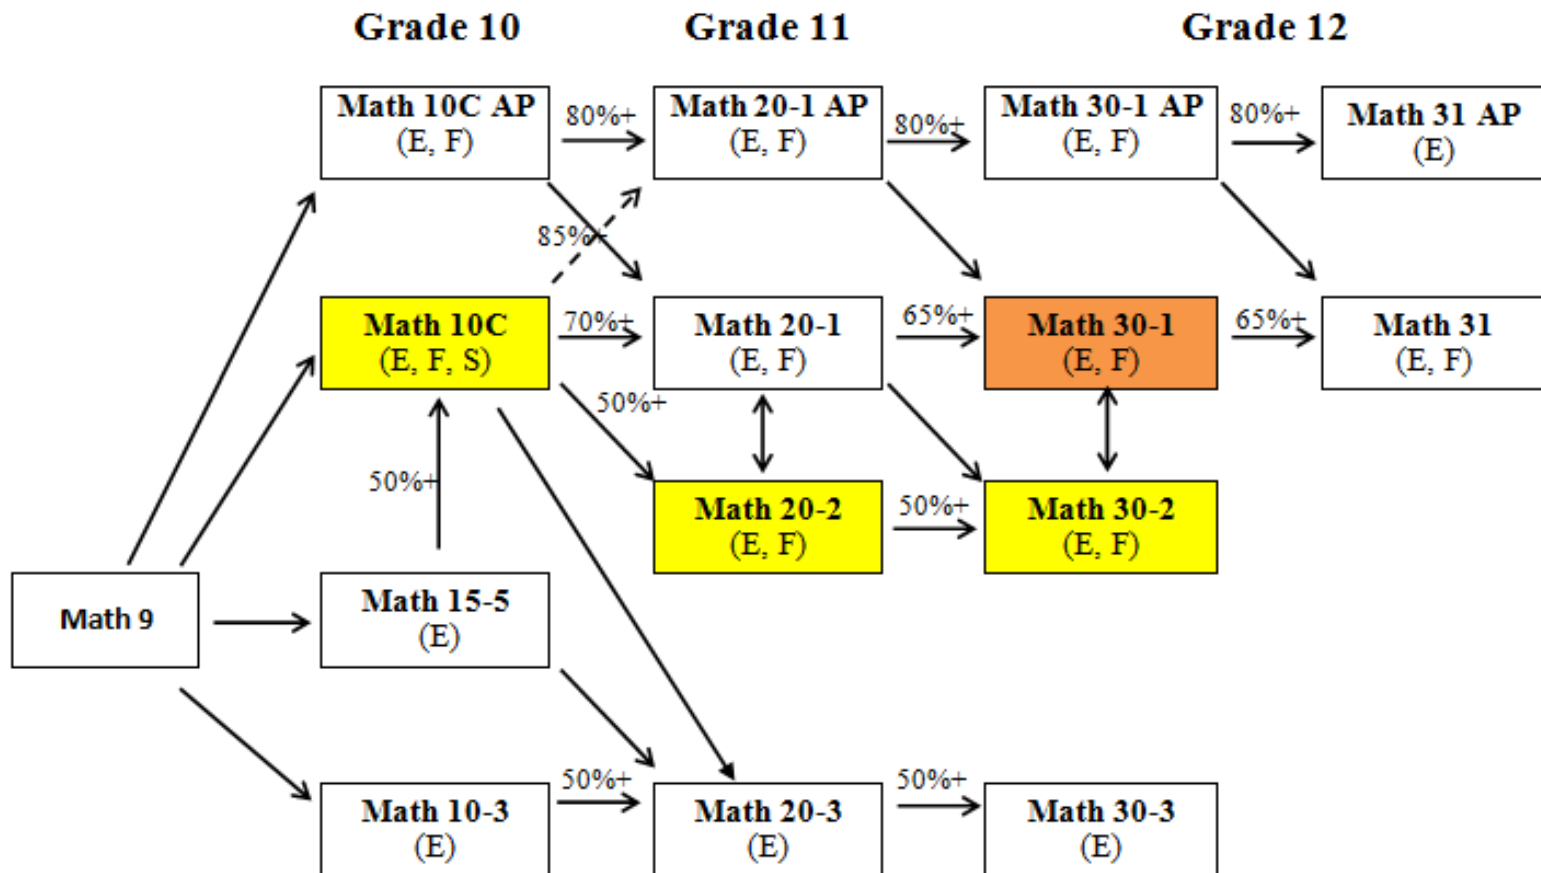 Grade 10
Grade 11
Grade 12
Math 10C AP
(E, F)
80%+
Math 20-1 AP
(E, F)
80%+
Math 30-1 AP
(E, F)
80%+
Math 31 AP
(E)
85%+
Math 10C
(E, F, S)
70%+
Math 20-1
(E, F)
65%+
Math 30-1
(E, F)
65%+
Math 31
(E, F)
50%+
50%+
Math 20-2
(E, F)
50%+
Math 30-2
(E, F)
Math 9
Math 15-5
(E)
Math 10-3
(E)
50%+
Math 20-3
(E)
50%+
Math 30-3
(E)